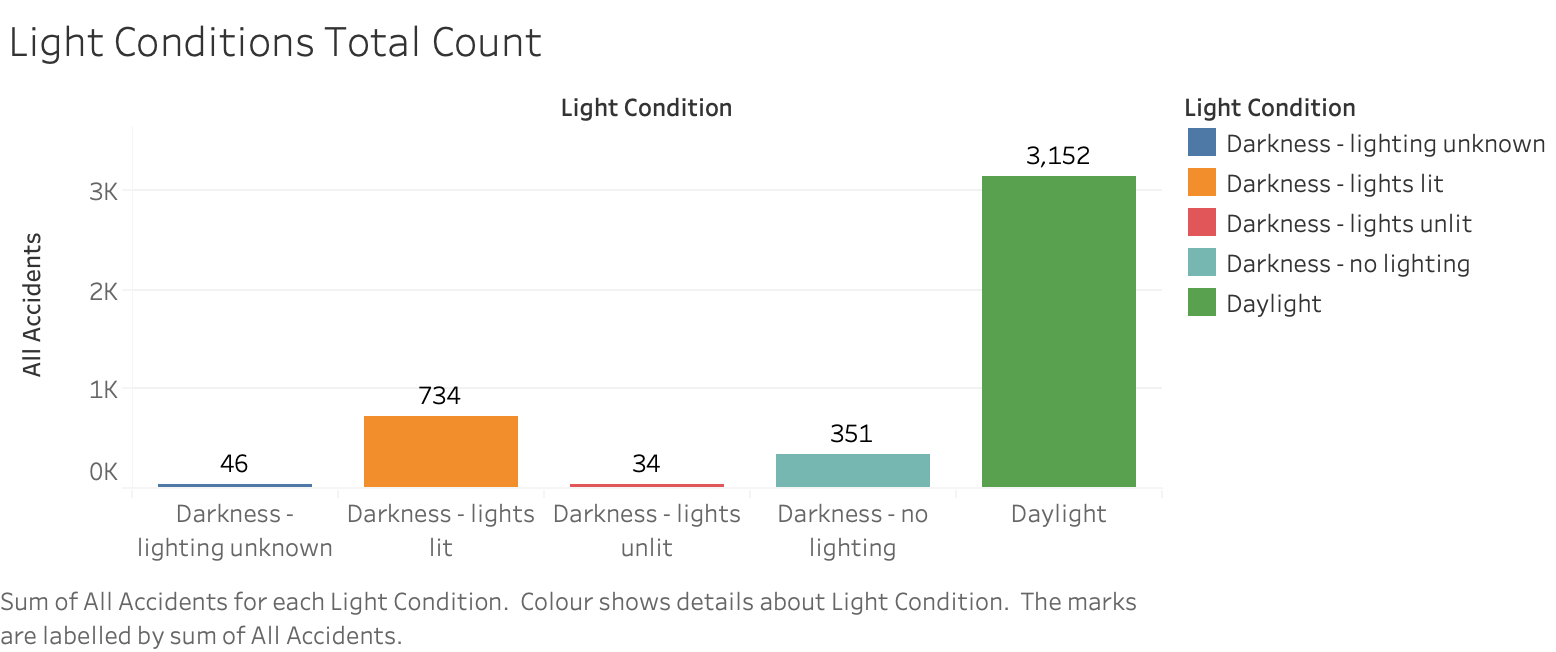 Light Conditions Total Count
Light Condition
Light Condition
Darkness - lighting unknown
Darkness - lights lit
Darkness - lights unlit
Darkness - no lighting
Daylight
All Accidents
3K
2K
1K
0K
46
734
34
351
3,152
Darkness -
lighting unknown
Darkness - lights
lit
Darkness - lights
unlit
Darkness - no
lighting
Daylight
Sum of All Accidents for each Light Condition.  Colour shows details about Light Condition.  The marks
are labelled by sum of All Accidents.